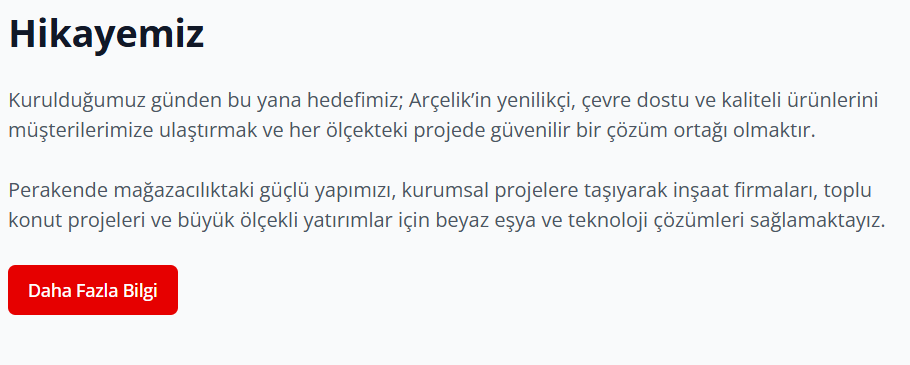 Hikayemiz
Kurulduğumuz günden bu yana hedefimiz; Arçelik’in yenilikçi, çevre dostu ve kaliteli ürünlerini
müşterilerimize ulaştırmak ve her ölçekteki projede güvenilir bir çözüm ortağı olmaktır.
Perakende mağazacılıktaki güçlü yapımızı, kurumsal projelere taşıyarak inşaat firmaları, toplu
konut projeleri ve büyük ölçekli yatırımlar için beyaz eşya ve teknoloji çözümleri sağlamaktayız.
Daha Fazla Bilgi